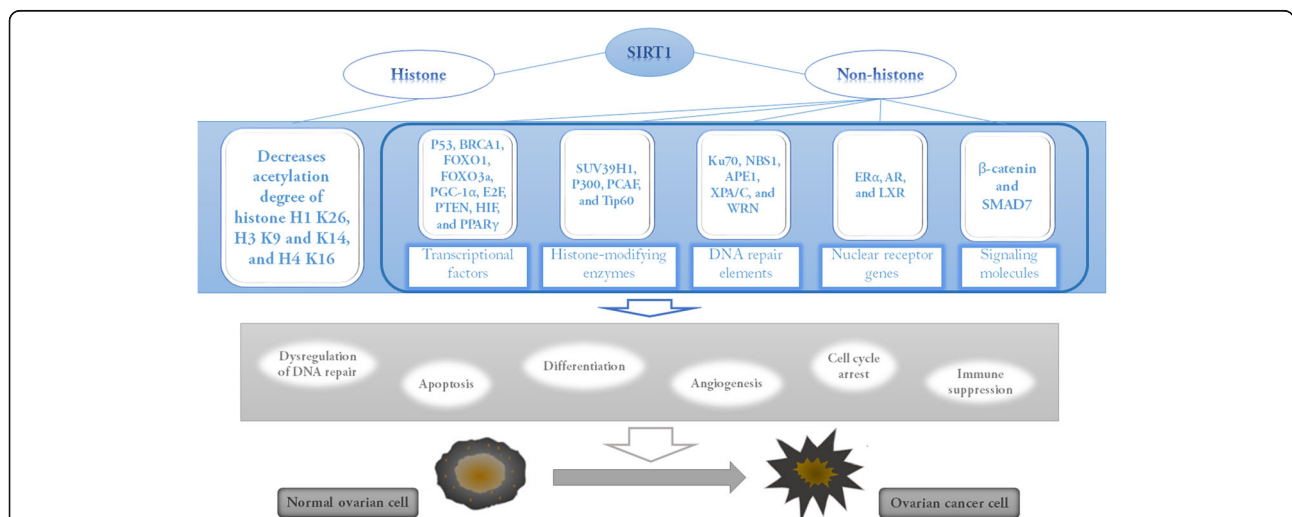 SIRT1
Histone
Non-histone
Decreases
acetylation
degree of
histone H1 K26,
H3 K9 and K14,
and H4 K16
P53, BRCA1,
FOXO1,
FOXO3a,
PGC-1α, E2F,
PTEN, HIF,
and PPARγ
Transcriptional
factors
SUV39H1,
P300, PCAF,
and Tip60
Histone-modifying
enzymes
Ku70, NBS1,
APE1,
XPA/C, and
WRN
DNA repair
elements
ERα, AR,
and LXR
Nuclear receptor
genes
β-catenin
and
SMAD7
Signaling
molecules
Dysregulation
of DNA repair
Apoptosis
Differentiation
Angiogenesis
Cell cycle
arrest
Immune
suppression
Normal ovarian cell
Ovarian cancer cell